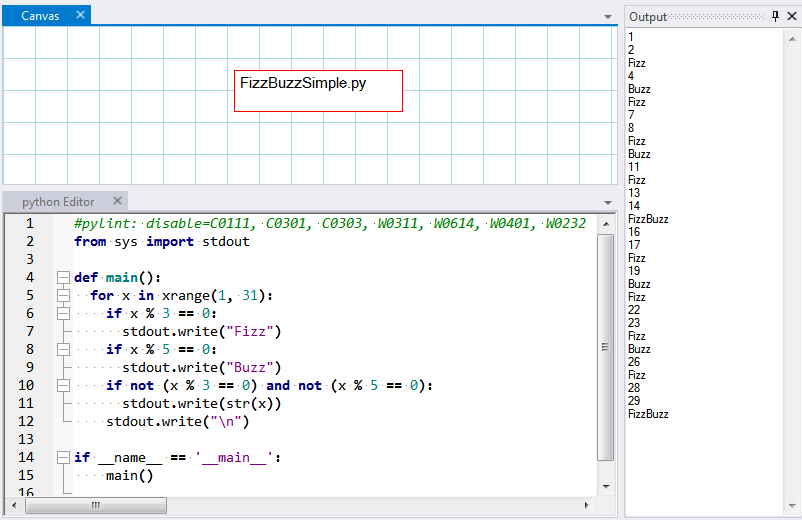 Canvas
FizzBuzzSimple.py
python Editor
1 #pylint: disable=C0111, C0301, C0303, W0311, W0614, W0401, W0232
2 from sys import stdout
3
4 def main():
5   for x in xrange(1, 31):
6     if x % 3 == 0:
7       stdout.write("Fizz")
8     if x % 5 == 0:
9       stdout.write("Buzz")
10     if not (x % 3 == 0) and not (x % 5 == 0):
11       stdout.write(str(x))
12     stdout.write("\n")
13
14 if __name__ == '__main__':
15     main()
16
Output
1
2
Fizz
4
Buzz
Fizz
7
8
Fizz
Buzz
11
Fizz
13
14
FizzBuzz
16
17
Fizz
19
Buzz
Fizz
22
23
Fizz
Buzz
26
Fizz
28
29
FizzBuzz